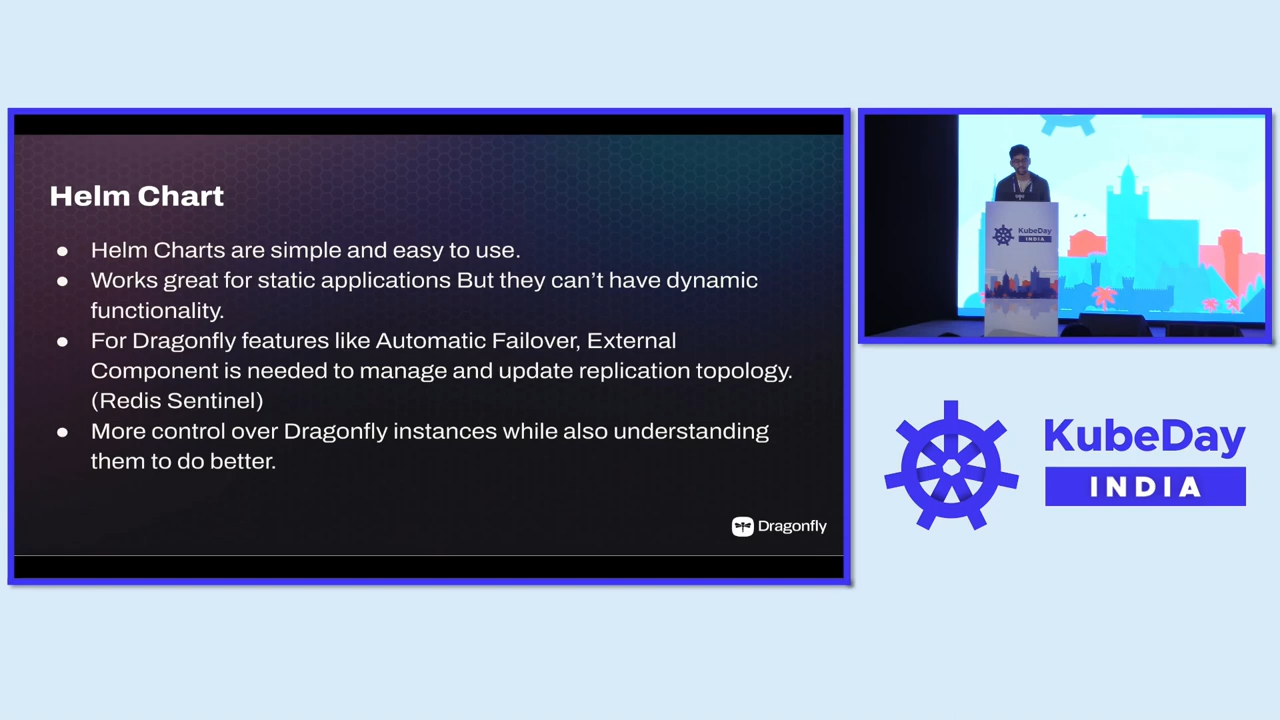 Helm Chart
● Helm Charts are simple and easy to use.
● Works great for static applications But they can’t have dynamic
functionality.
● For Dragonfly features like Automatic Failover, External
Component is needed to manage and update replication topology.
(Redis Sentinel)
● More control over Dragonfly instances while also understanding
them to do better.
Dragonfly
KubeDay
INDIA
KubeDay
INDIA